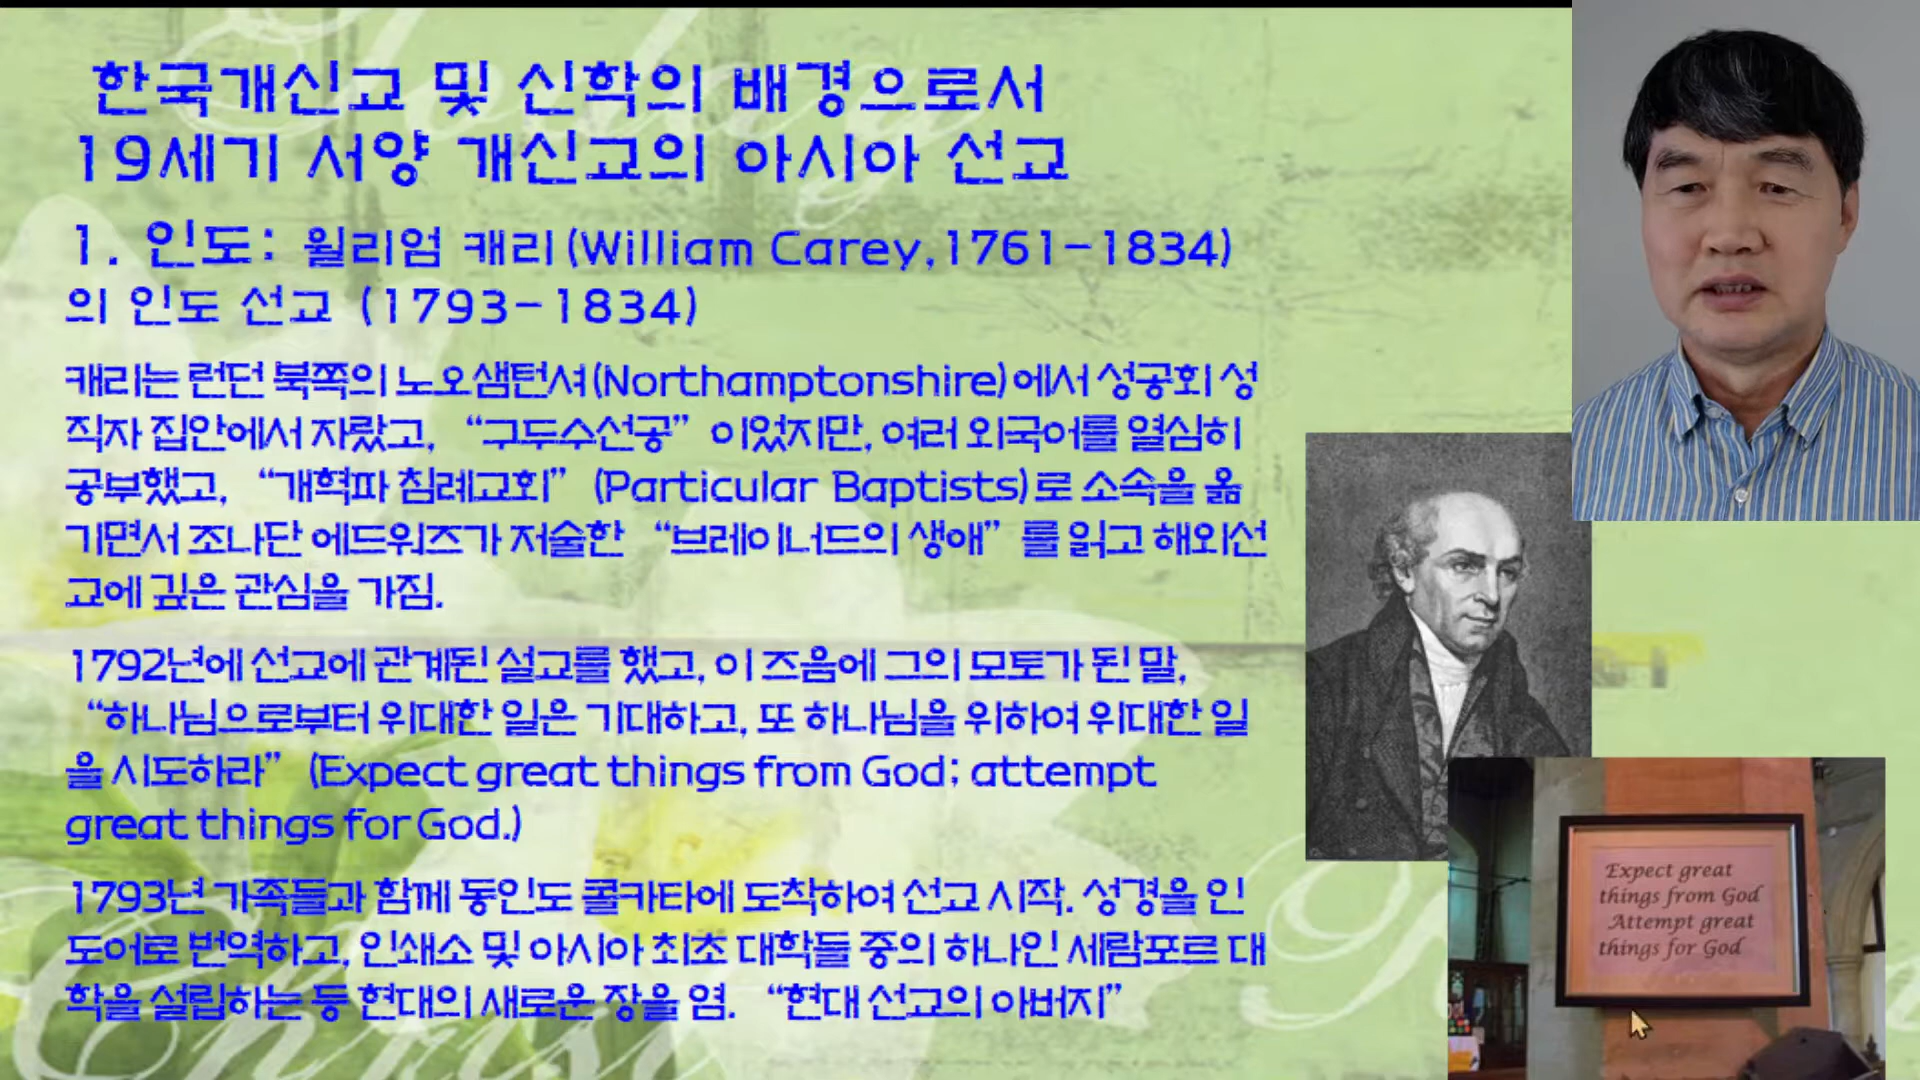 한국개신교 및 신학의 배경으로서
19세기 서양 개신교의 아시아 선교
1. 인도: 윌리엄 캐리(William Carey,1761-1834)
의 인도 선교 (1793-1834)
캐리는 런던 북쪽의 노오샘턴셔(Northamptonshire)에서 성공회 성
직자 집안에서 자랐고, “구두수선공” 이었지만, 여러 외국어를 열심히
공부했고, “개혁파 침례교회” (Particular Baptists)로 소속을 옮
기면서 조나단 에드워즈가 저술한 “브레이너드의 생애” 를 읽고 해외선
교에 깊은 관심을 가짐.
1792년에 선교에 관계된 설교를 했고, 이 즈음에 그의 모토가 된 말,
“하나님으로부터 위대한 일은 기대하고, 또 하나님을 위하여 위대한 일
을 시도하라” (Expect great things from God; attempt
great things for God.)
1793년 가족들과 함께 동인도 콜카타에 도착하여 선교 시작. 성경을 인
도어로 번역하고, 인쇄소 및 아시아 최초 대학들 중의 하나인 세람포르 대
학을 설립하는 등 현대의 새로운 장을 염. “현대 선교의 아버지”
Expect great
things from God
Attempt great
things for God